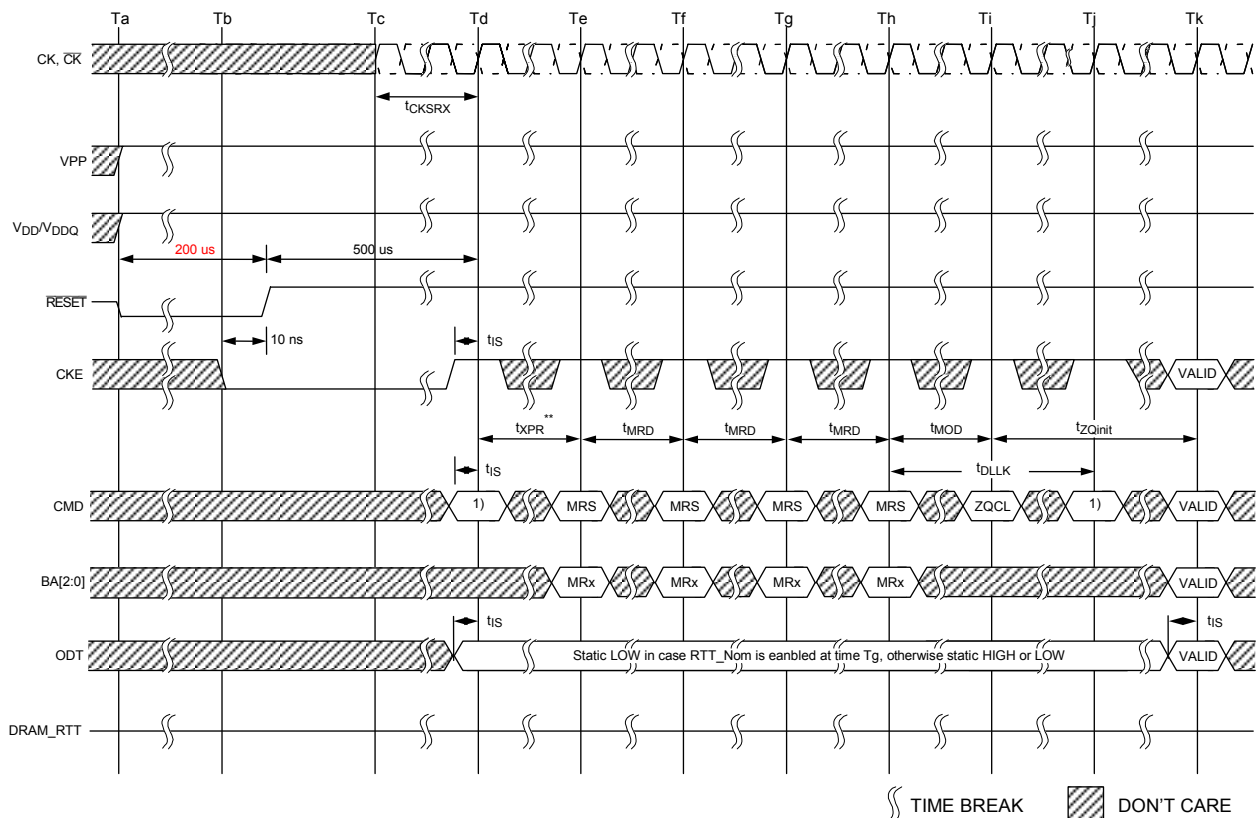 Ta Tb Tc Td Te Tf Tg Th Ti Tj Tk
CK, CK
tCKSRX
VPP
VDD/VDDQ
200 us 500 us
RESET
10 ns tIS
CKE VALID
tXPR** tMRD tMRD tMRD tMOD tZQinit
tIS tDLLK
CMD 1) MRS MRS MRS MRS ZQCL 1) VALID
BA[2:0] MRx MRx MRx MRx VALID
tIS tIS
ODT Static LOW in case RTT_Nom is eanbled at time Tg, otherwise static HIGH or LOW VALID
DRAM_RTT
TIME BREAK DON'T CARE